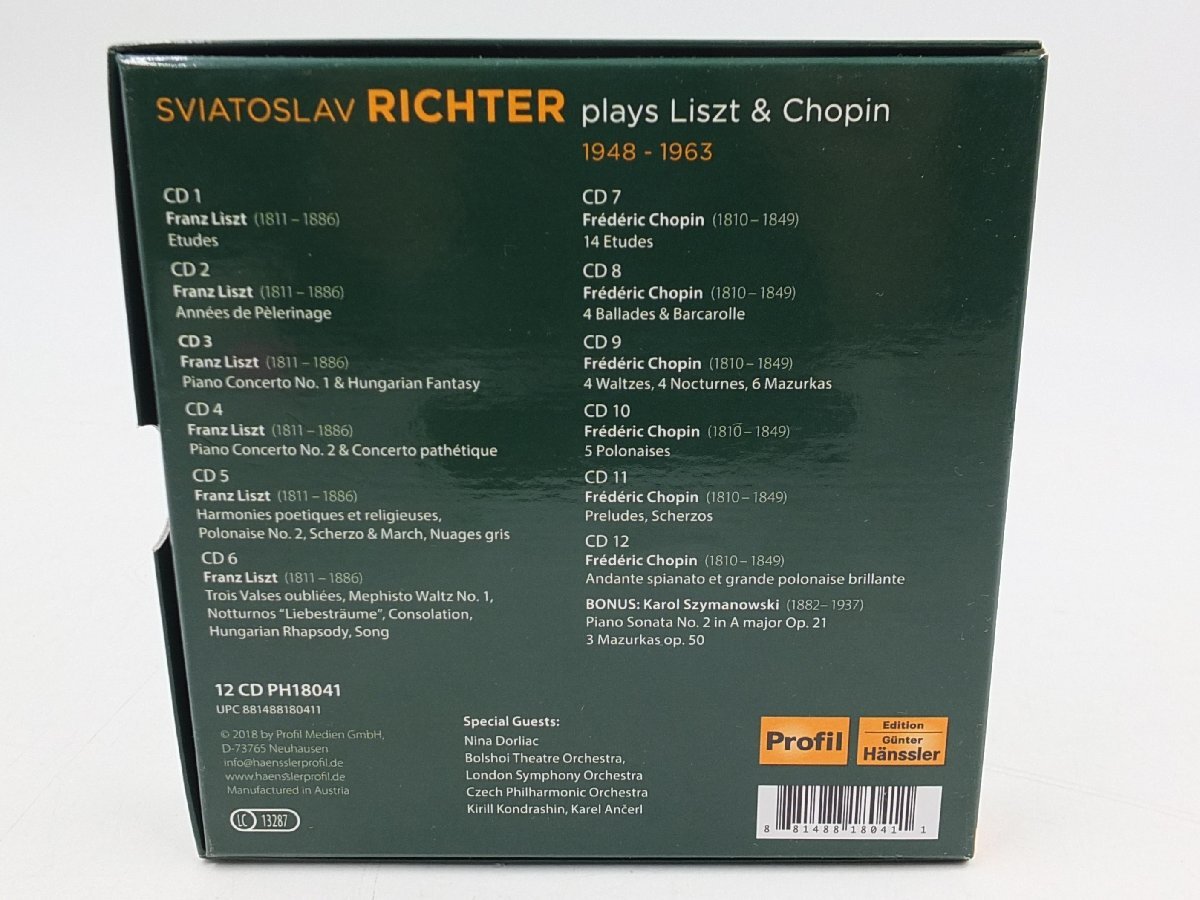 SVIATOSLAV RICHTER plays Liszt & Chopin
1948 - 1963
CD 1
Franz Liszt (1811 – 1886)
Etudes
CD 2
Franz Liszt (1811 – 1886)
Années de Pèlerinage
CD 3
Franz Liszt (1811 – 1886)
Piano Concerto No. 1 & Hungarian Fantasy
CD 4
Franz Liszt (1811 – 1886)
Piano Concerto No. 2 & Concerto pathétique
CD 5
Franz Liszt (1811 – 1886)
Harmonies poetiques et religieuses,
Polonaise No. 2, Scherzo & March, Nuages gris
CD 6
Franz Liszt (1811 – 1886)
Trois Valses oubliées, Mephisto Waltz No. 1,
Notturnos "Liebesträume", Consolation,
Hungarian Rhapsody, Song
CD 7
Frédéric Chopin (1810 – 1849)
14 Etudes
CD 8
Frédéric Chopin (1810 – 1849)
4 Ballades & Barcarolle
CD 9
Frédéric Chopin (1810 – 1849)
4 Waltzes, 4 Nocturnes, 6 Mazurkas
CD 10
Frédéric Chopin (1810 – 1849)
5 Polonaises
CD 11
Frédéric Chopin (1810 – 1849)
Preludes, Scherzos
CD 12
Frédéric Chopin (1810 – 1849)
Andante spianato et grande polonaise brillante
BONUS: Karol Szymanowski (1882– 1937)
Piano Sonata No. 2 in A major Op. 21
3 Mazurkas op. 50
12 CD PH18041
UPC 881488180411
© 2018 by Profil Medien GmbH,
D-73765 Neuhausen
info@haensslerprofil.de
www.haensslerprofil.de
Manufactured in Austria
LC 13287
Special Guests:
Nina Dorliac
Bolshoi Theatre Orchestra,
London Symphony Orchestra
Czech Philharmonic Orchestra
Kirill Kondrashin, Karel Ančerl
Profil
Edition
Günter
Hänssler
8 81488 18041 1